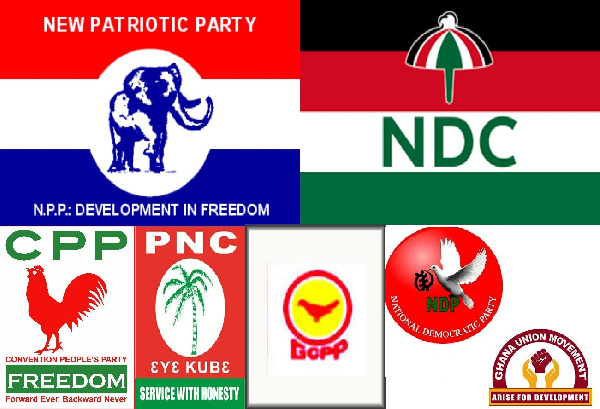 NEW PATRIOTIC PARTY
N.P.P.: DEVELOPMENT IN FREEDOM
NDC
CPP
CONVENTION PEOPLE'S PARTY
FREEDOM
Forward Ever Backward Never
PNC
ƐYƐ KUBƐ
SERVICE WITH HONESTY
GCPP
NDP
NATIONAL DEMOCRATIC PARTY
GHANA UNION MOVEMENT
ARISE FOR DEVELOPMENT